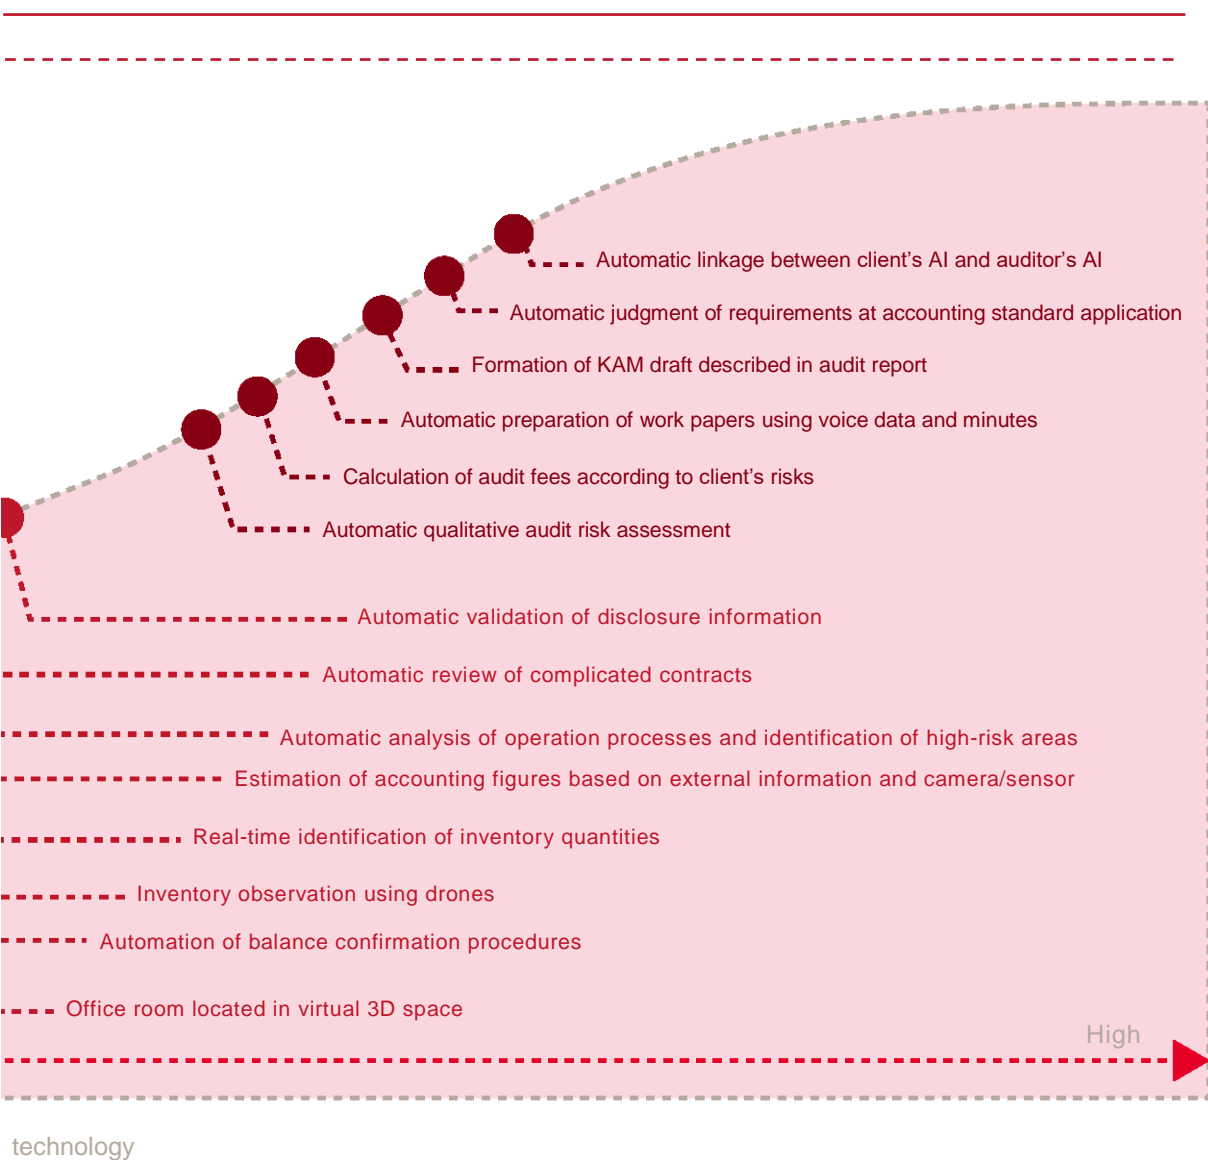 Automatic linkage between client's AI and auditor's AI
Automatic judgment of requirements at accounting standard application
Formation of KAM draft described in audit report
Automatic preparation of work papers using voice data and minutes
Calculation of audit fees according to client's risks
Automatic qualitative audit risk assessment
Automatic validation of disclosure information
Automatic review of complicated contracts
Automatic analysis of operation processes and identification of high-risk areas
Estimation of accounting figures based on external information and camera/sensor
Real-time identification of inventory quantities
Inventory observation using drones
Automation of balance confirmation procedures
Office room located in virtual 3D space
High
technology